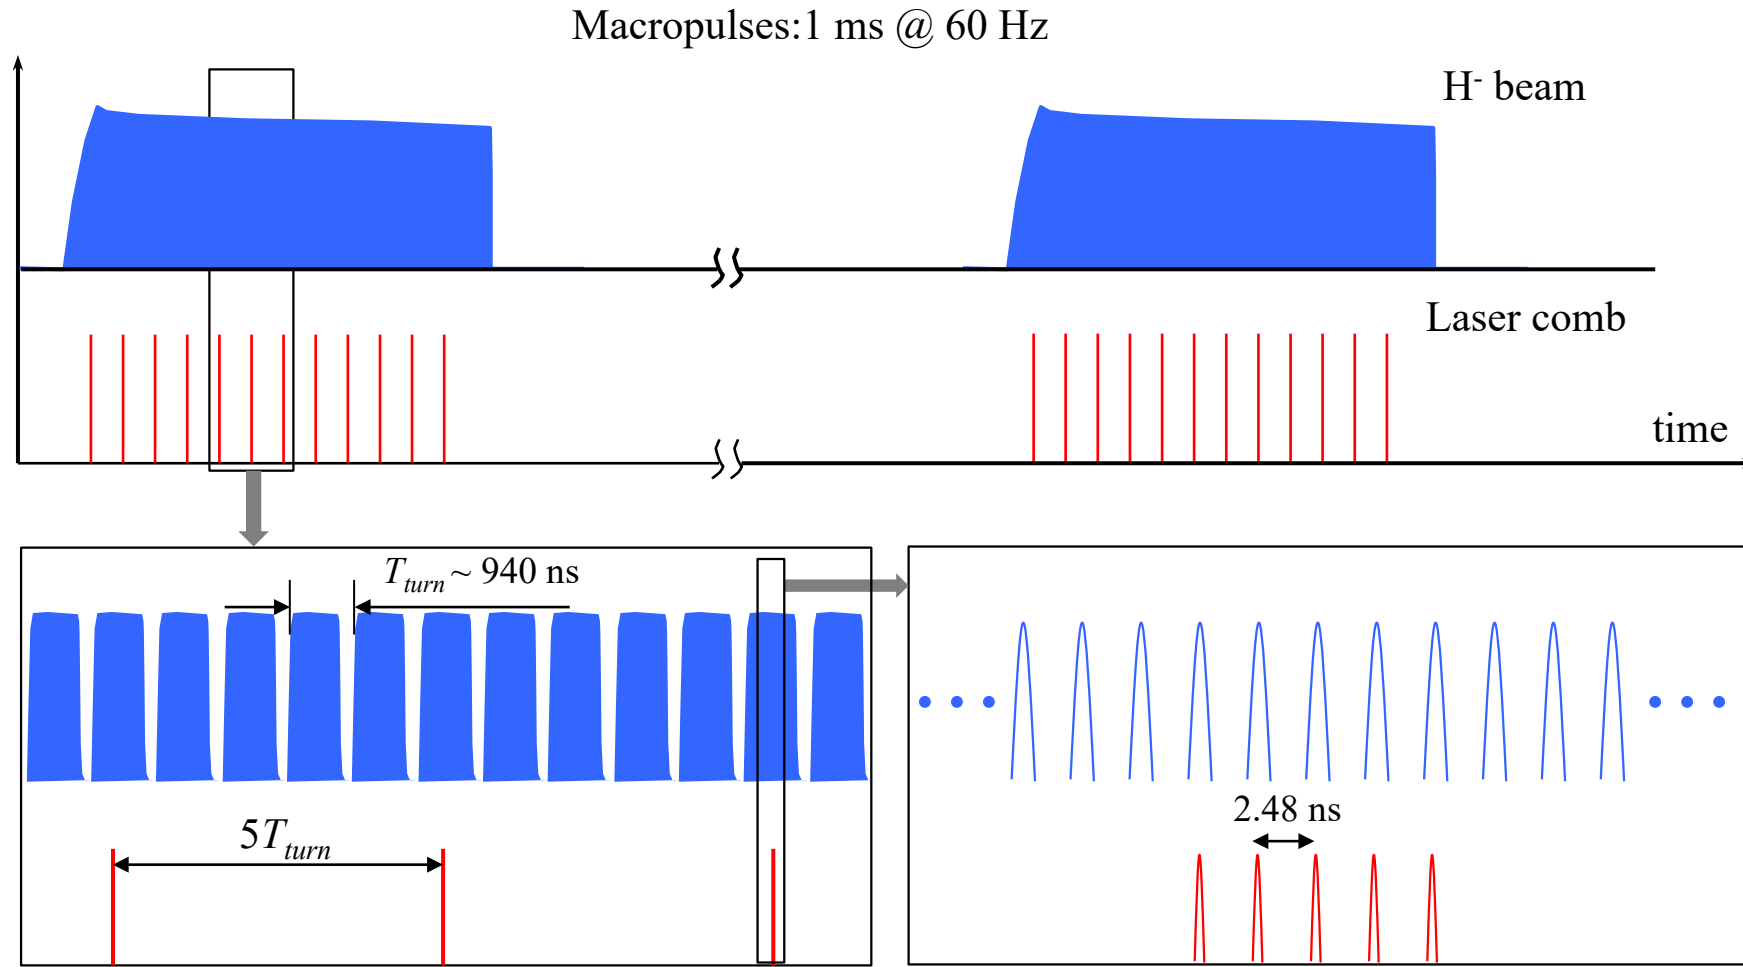 Macropulses:1 ms @ 60 Hz
H- beam
Laser comb
time
Tturn ~ 940 ns
5Tturn
2.48 ns